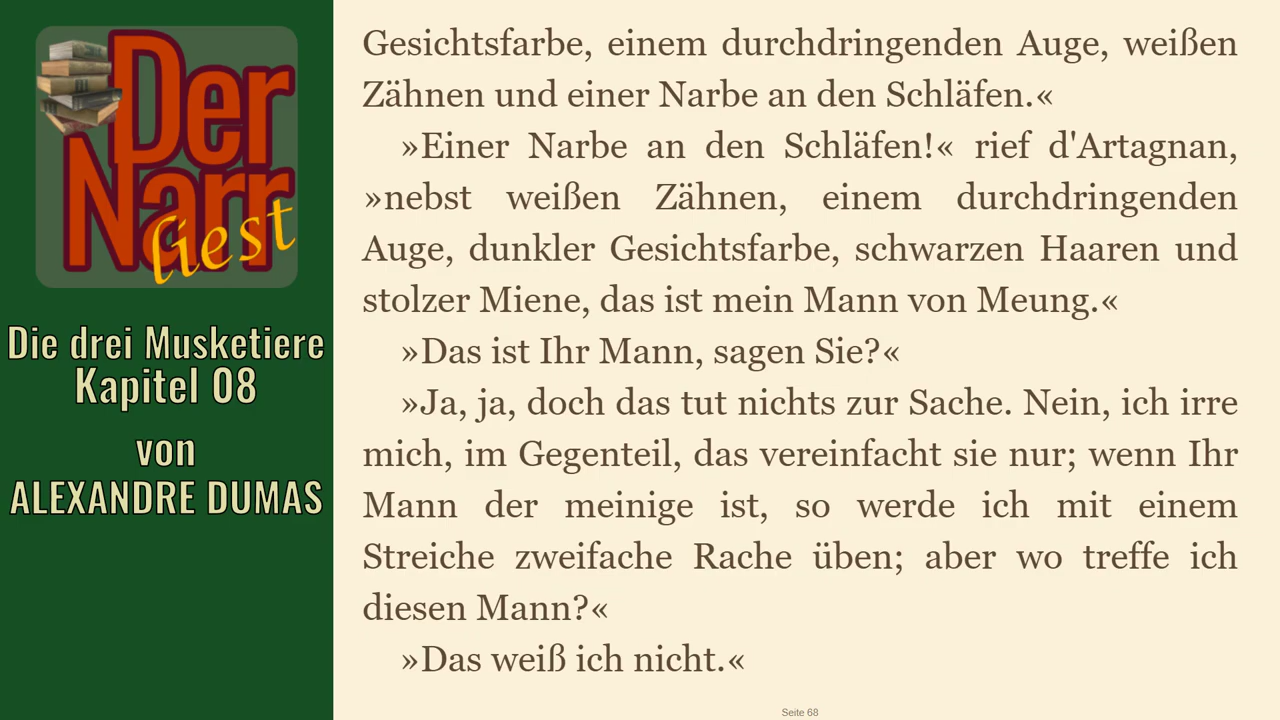 Der
Narr
liest
Die drei Musketiere
Kapitel 08
von
ALEXANDRE DUMAS
Gesichtsfarbe, einem durchdringenden Auge, weißen
Zähnen und einer Narbe an den Schläfen.«
»Einer Narbe an den Schläfen!« rief d'Artagnan,
»nebst weißen Zähnen, einem durchdringenden
Auge, dunkler Gesichtsfarbe, schwarzen Haaren und
stolzer Miene, das ist mein Mann von Meung.«
»Das ist Ihr Mann, sagen Sie?«
»Ja, ja, doch das tut nichts zur Sache. Nein, ich irre
mich, im Gegenteil, das vereinfacht sie nur; wenn Ihr
Mann der meinige ist, so werde ich mit einem
Streiche zweifache Rache üben; aber wo treffe ich
diesen Mann?«
»Das weiß ich nicht.«
Seite 68